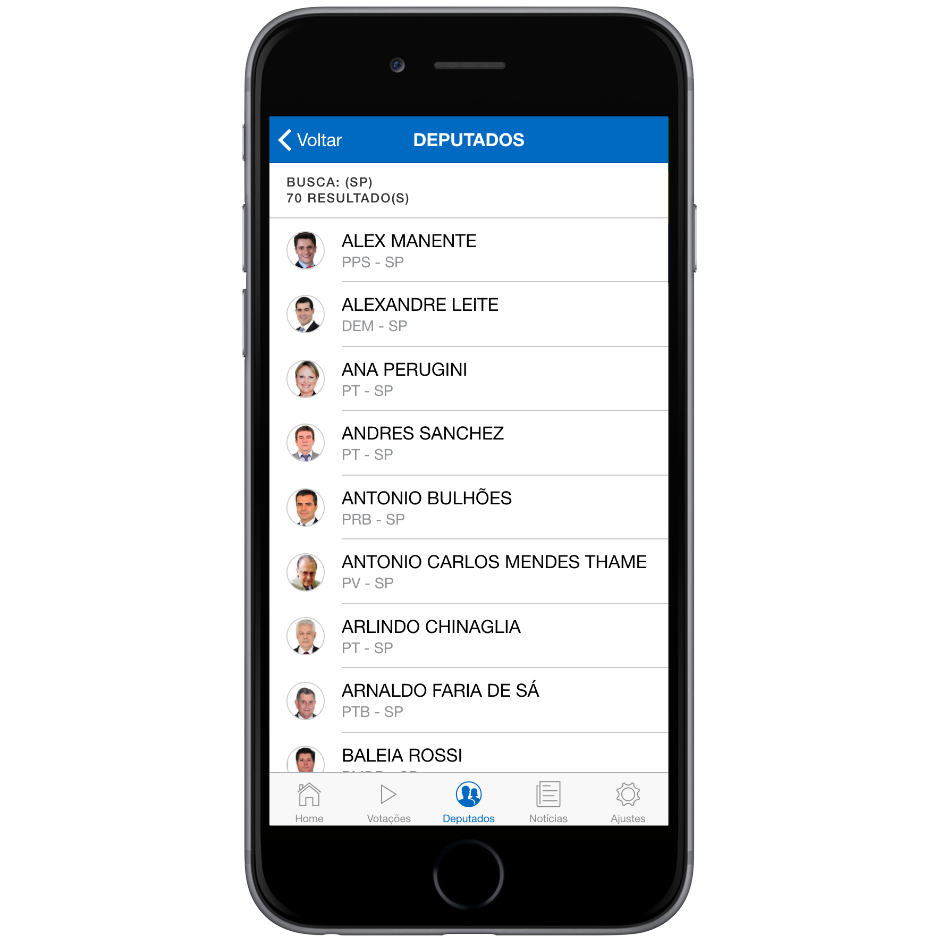 Voltar
DEPUTADOS
BUSCA: (SP)
70 RESULTADO(S)
ALEX MANENTE
PPS - SP
ALEXANDRE LEITE
DEM - SP
ANA PERUGINI
PT - SP
ANDRES SANCHEZ
PT - SP
ANTONIO BULHÕES
PRB - SP
ANTONIO CARLOS MENDES THAME
PV - SP
ARLINDO CHINAGLIA
PT - SP
ARNALDO FARIA DE SÁ
PTB - SP
BALEIA ROSSI
Home
Votações
Deputados
Notícias
Ajustes